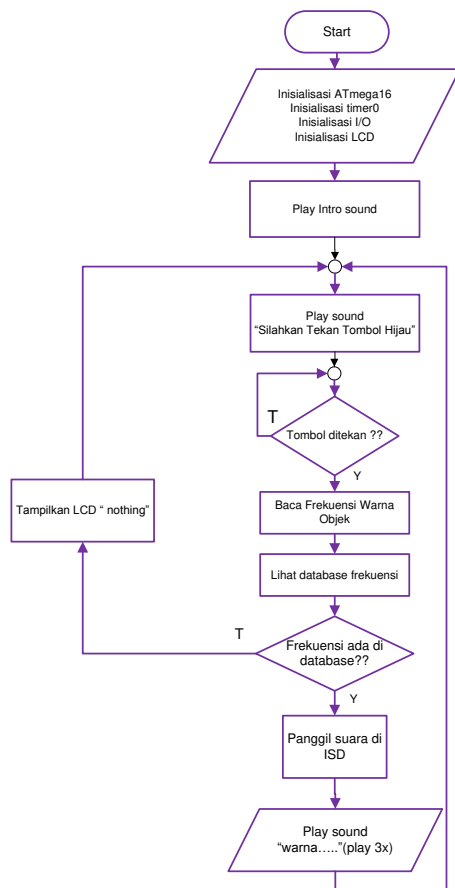 Start
Inisialisasi ATmega16
Inisialisasi timer0
Inisialisasi I/O
Inisialisasi LCD
Play Intro sound
Play sound
“Silahkan Tekan Tombol Hijau”
T
Tombol ditekan ??
Y
Tampilkan LCD “ nothing”
Baca Frekuensi Warna
Objek
Lihat database frekuensi
T
Frekuensi ada di
database??
Y
Panggil suara di
ISD
Play sound
“warna…..”(play 3x)